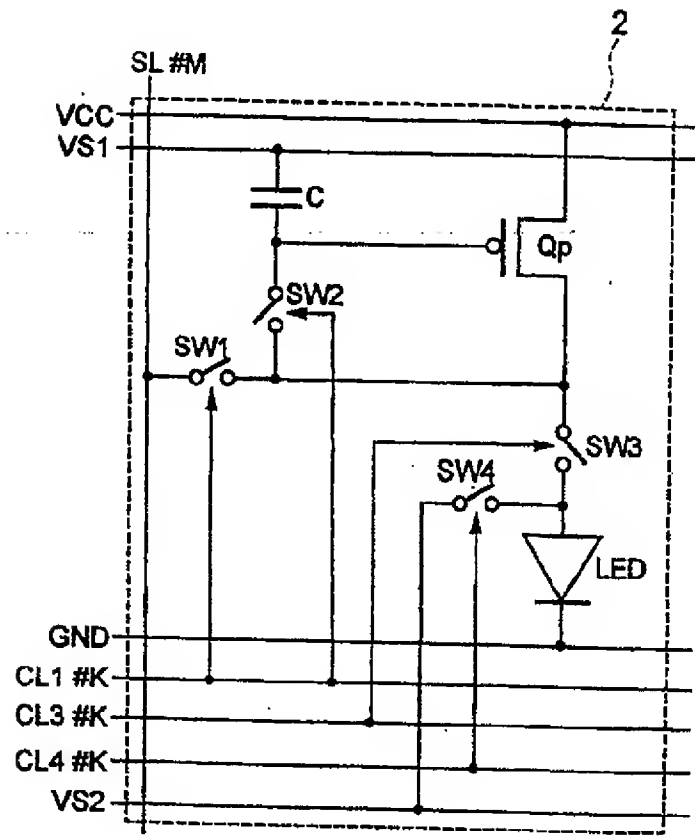 2
SL #M
VCC
VS1
C
Qp
SW2
SW1
SW3
SW4
LED
GND
CL1 #K
CL3 #K
CL4 #K
VS2